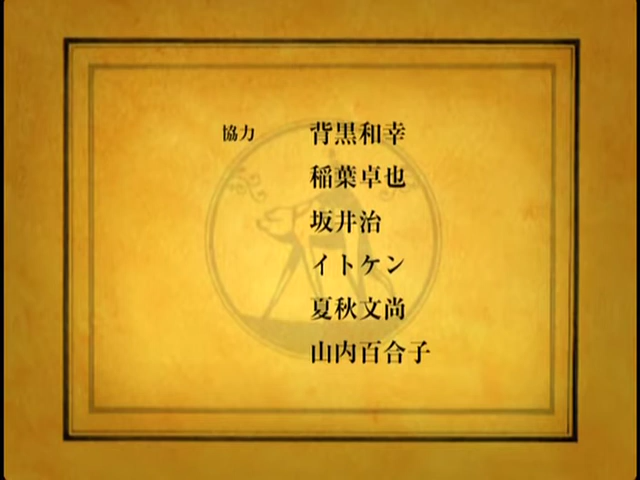 協力 背黒和幸
稲葉卓也
坂井治
イトケン
夏秋文尚
山内百合子